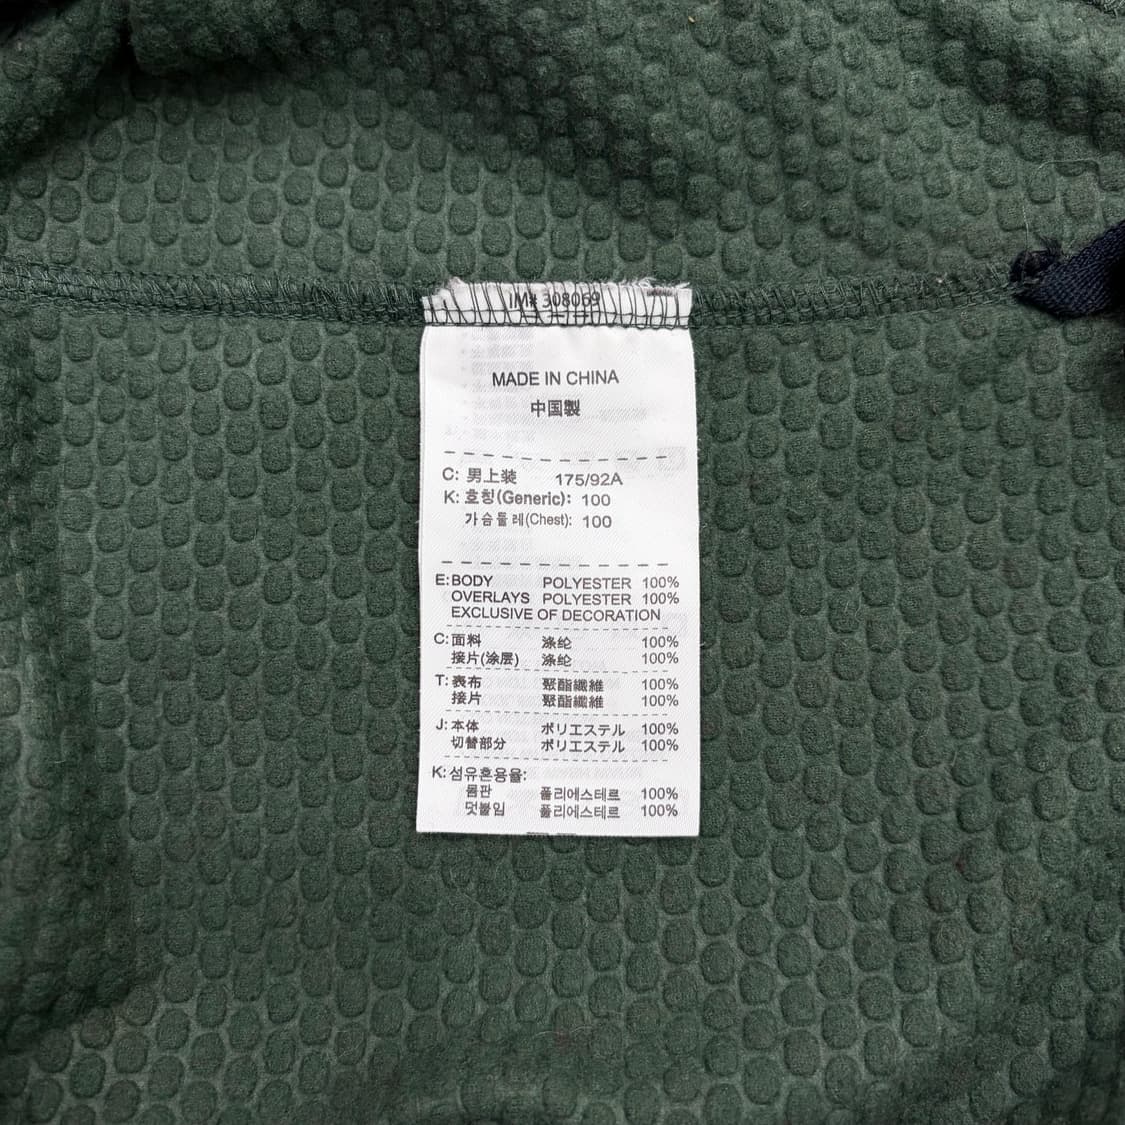 IM# 308069
MADE IN CHINA
中国製
C: 男上装 175/92A
K: 호칭(Generic): 100
가슴둘레(Chest): 100
E: BODY POLYESTER 100%
OVERLAYS POLYESTER 100%
EXCLUSIVE OF DECORATION
C: 面料 涤纶 100%
接片(涂层) 涤纶 100%
T: 表布 聚酯纖維 100%
接片 聚酯纖維 100%
J: 本体 ポリエステル 100%
切替部分 ポリエステル 100%
K: 섬유혼용율:
몸판 폴리에스테르 100%
덧붙임 폴리에스테르 100%